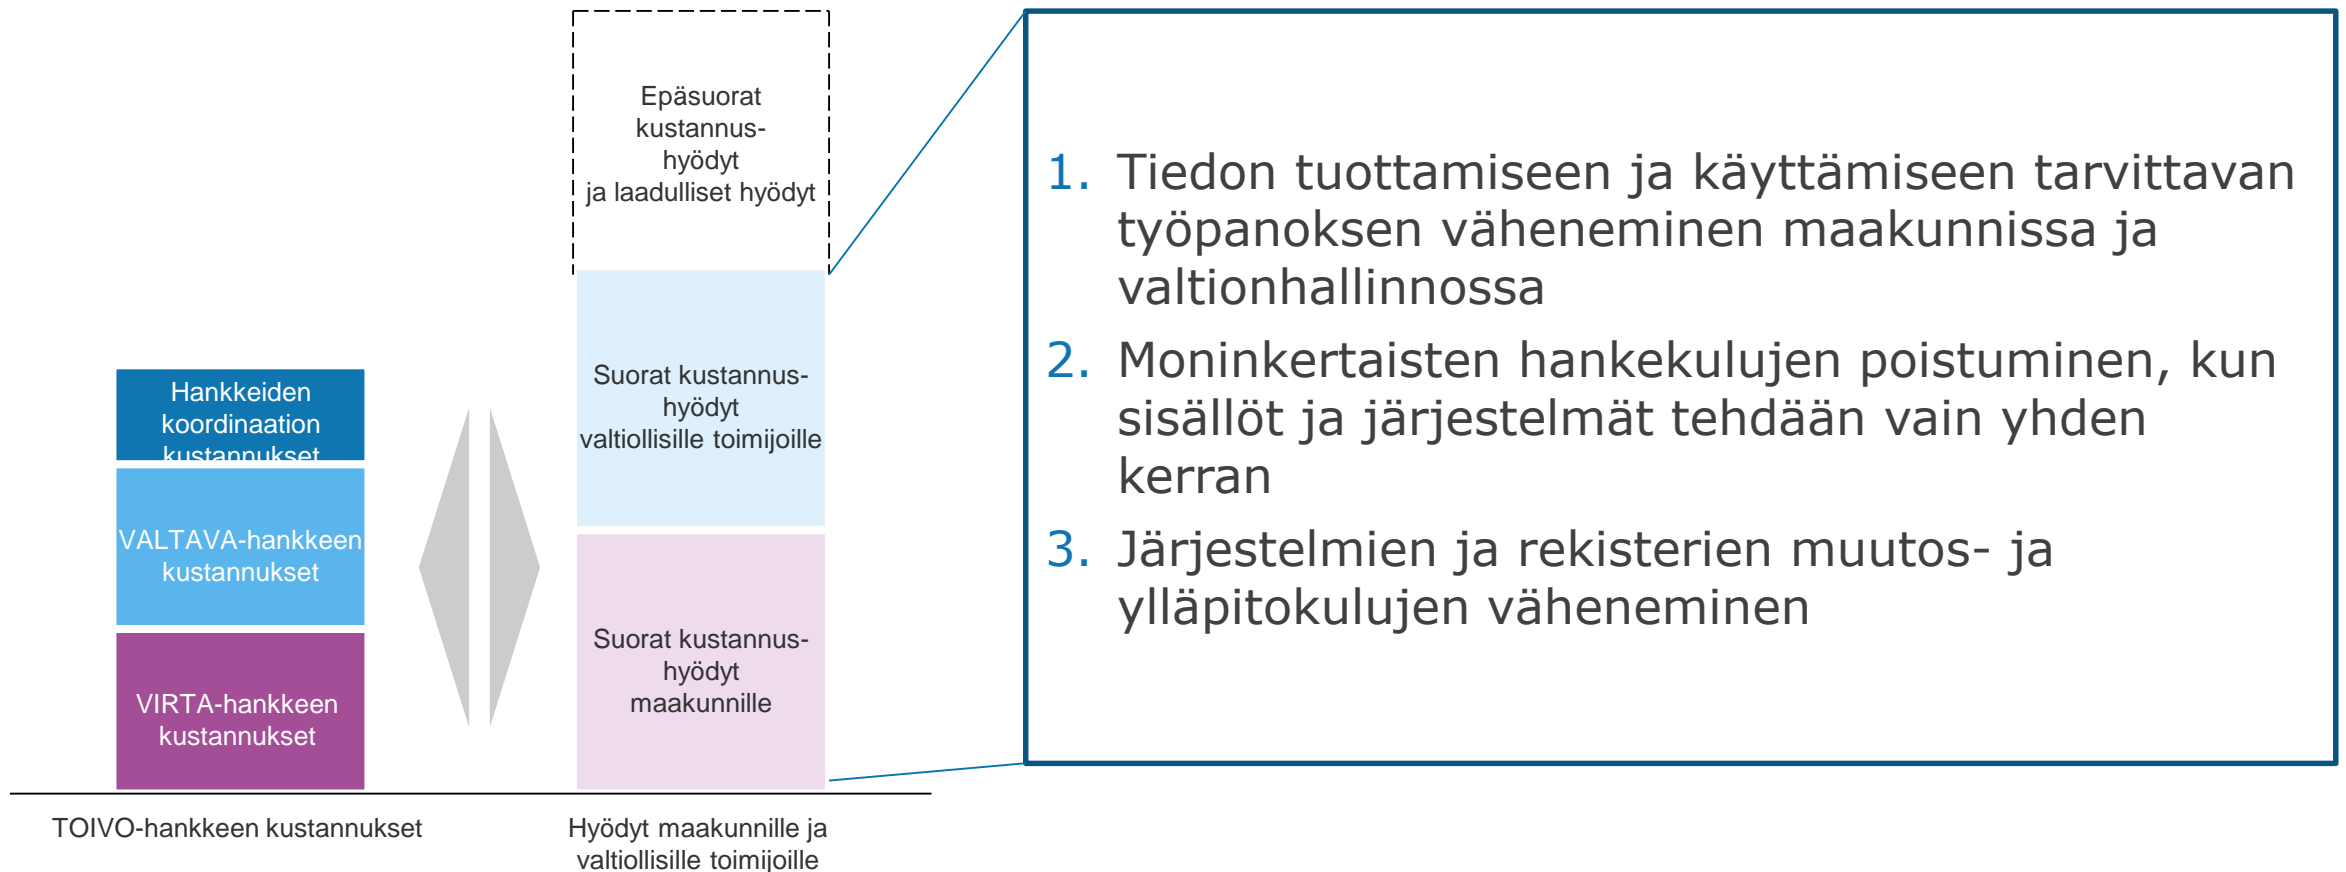 Epäsuorat
kustannus-
hyödyt
ja laadulliset hyödyt
Suorat kustannus-
hyödyt
valtiollisille toimijoille
Suorat kustannus-
hyödyt
maakunnille
Hankkeiden
koordinaation
kustannukset
VALTAVA-hankkeen
kustannukset
VIRTA-hankkeen
kustannukset
TOIVO-hankkeen kustannukset
Hyödyt maakunnille ja
valtiollisille toimijoille
1. Tiedon tuottamiseen ja käyttämiseen tarvittavan
työpanoksen väheneminen maakunnissa ja
valtionhallinnossa
2. Moninkertaisten hankekulujen poistuminen, kun
sisällöt ja järjestelmät tehdään vain yhden
kerran
3. Järjestelmien ja rekisterien muutos- ja
ylläpitokulujen väheneminen